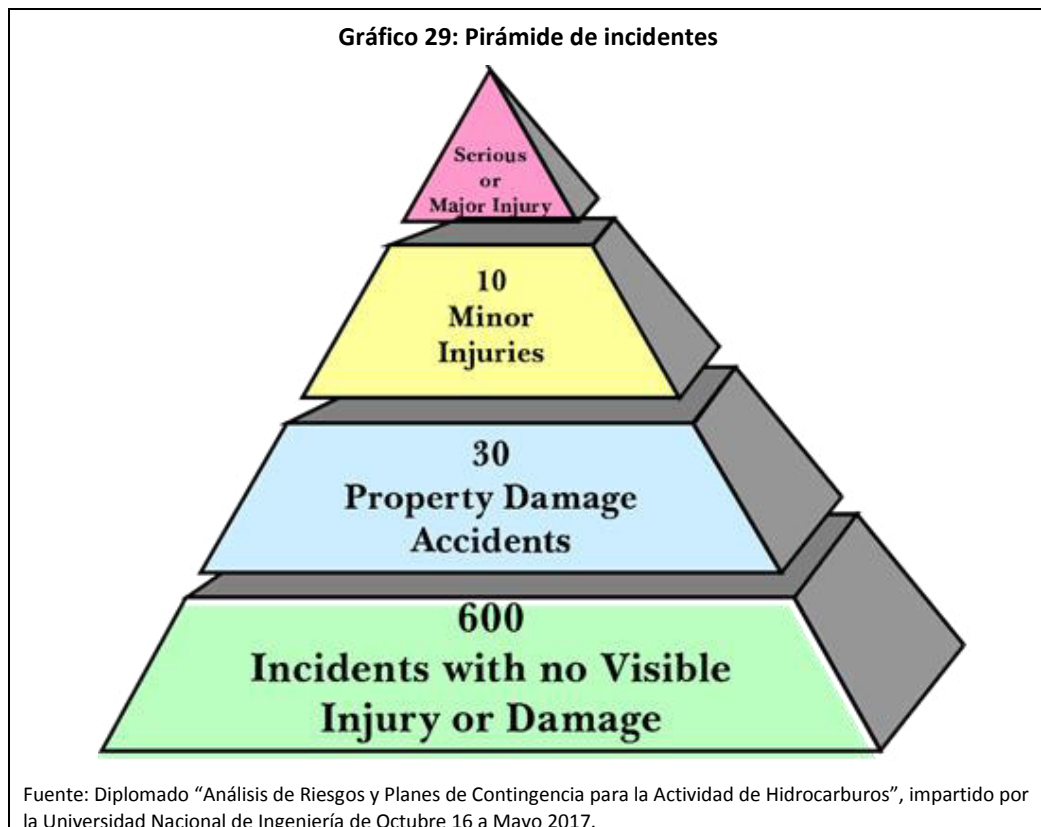 Gráfico 29: Pirámide de incidentes
Serious
or
Major Injury
10
Minor
Injuries
30
Property Damage
Accidents
600
Incidents with no Visible
Injury or Damage
Fuente: Diplomado “Análisis de Riesgos y Planes de Contingencia para la Actividad de Hidrocarburos”, impartido por
la Universidad Nacional de Ingeniería de Octubre 16 a Mayo 2017.